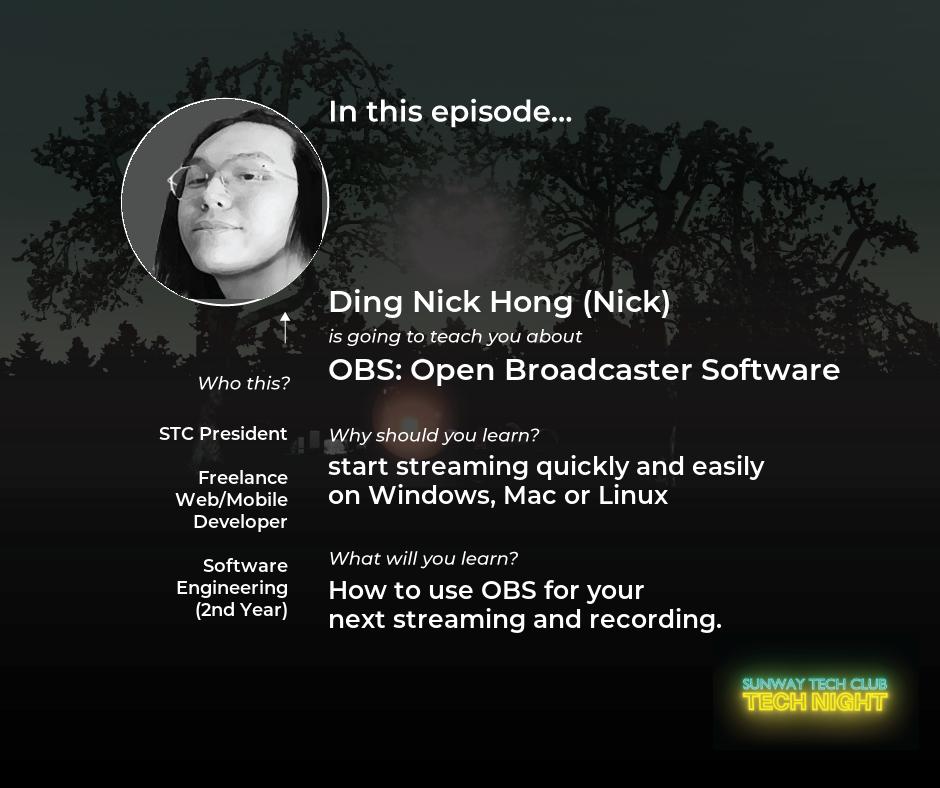 In this episode...
Ding Nick Hong (Nick)
is going to teach you about
OBS: Open Broadcaster Software
Who this?
STC President
Freelance
Web/Mobile
Developer
Software
Engineering
(2nd Year)
Why should you learn?
start streaming quickly and easily
on Windows, Mac or Linux
What will you learn?
How to use OBS for your
next streaming and recording.
SUNWAY TECH CLUB
TECH NIGHT